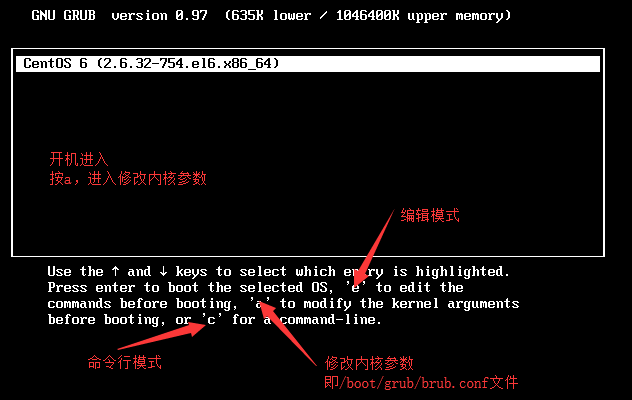 GNU GRUB  version 0.97  (635K lower / 1046400K upper memory)
CentOS 6 (2.6.32-754.el6.x86_64)
开机进入
按a，进入修改内核参数
编辑模式
Use the ↑ and ↓ keys to select which entry is highlighted.
Press enter to boot the selected OS, 'e' to edit the
commands before booting, 'a' to modify the kernel arguments
before booting, or 'c' for a command-line.
命令行模式
修改内核参数
即/boot/grub/brub.conf文件